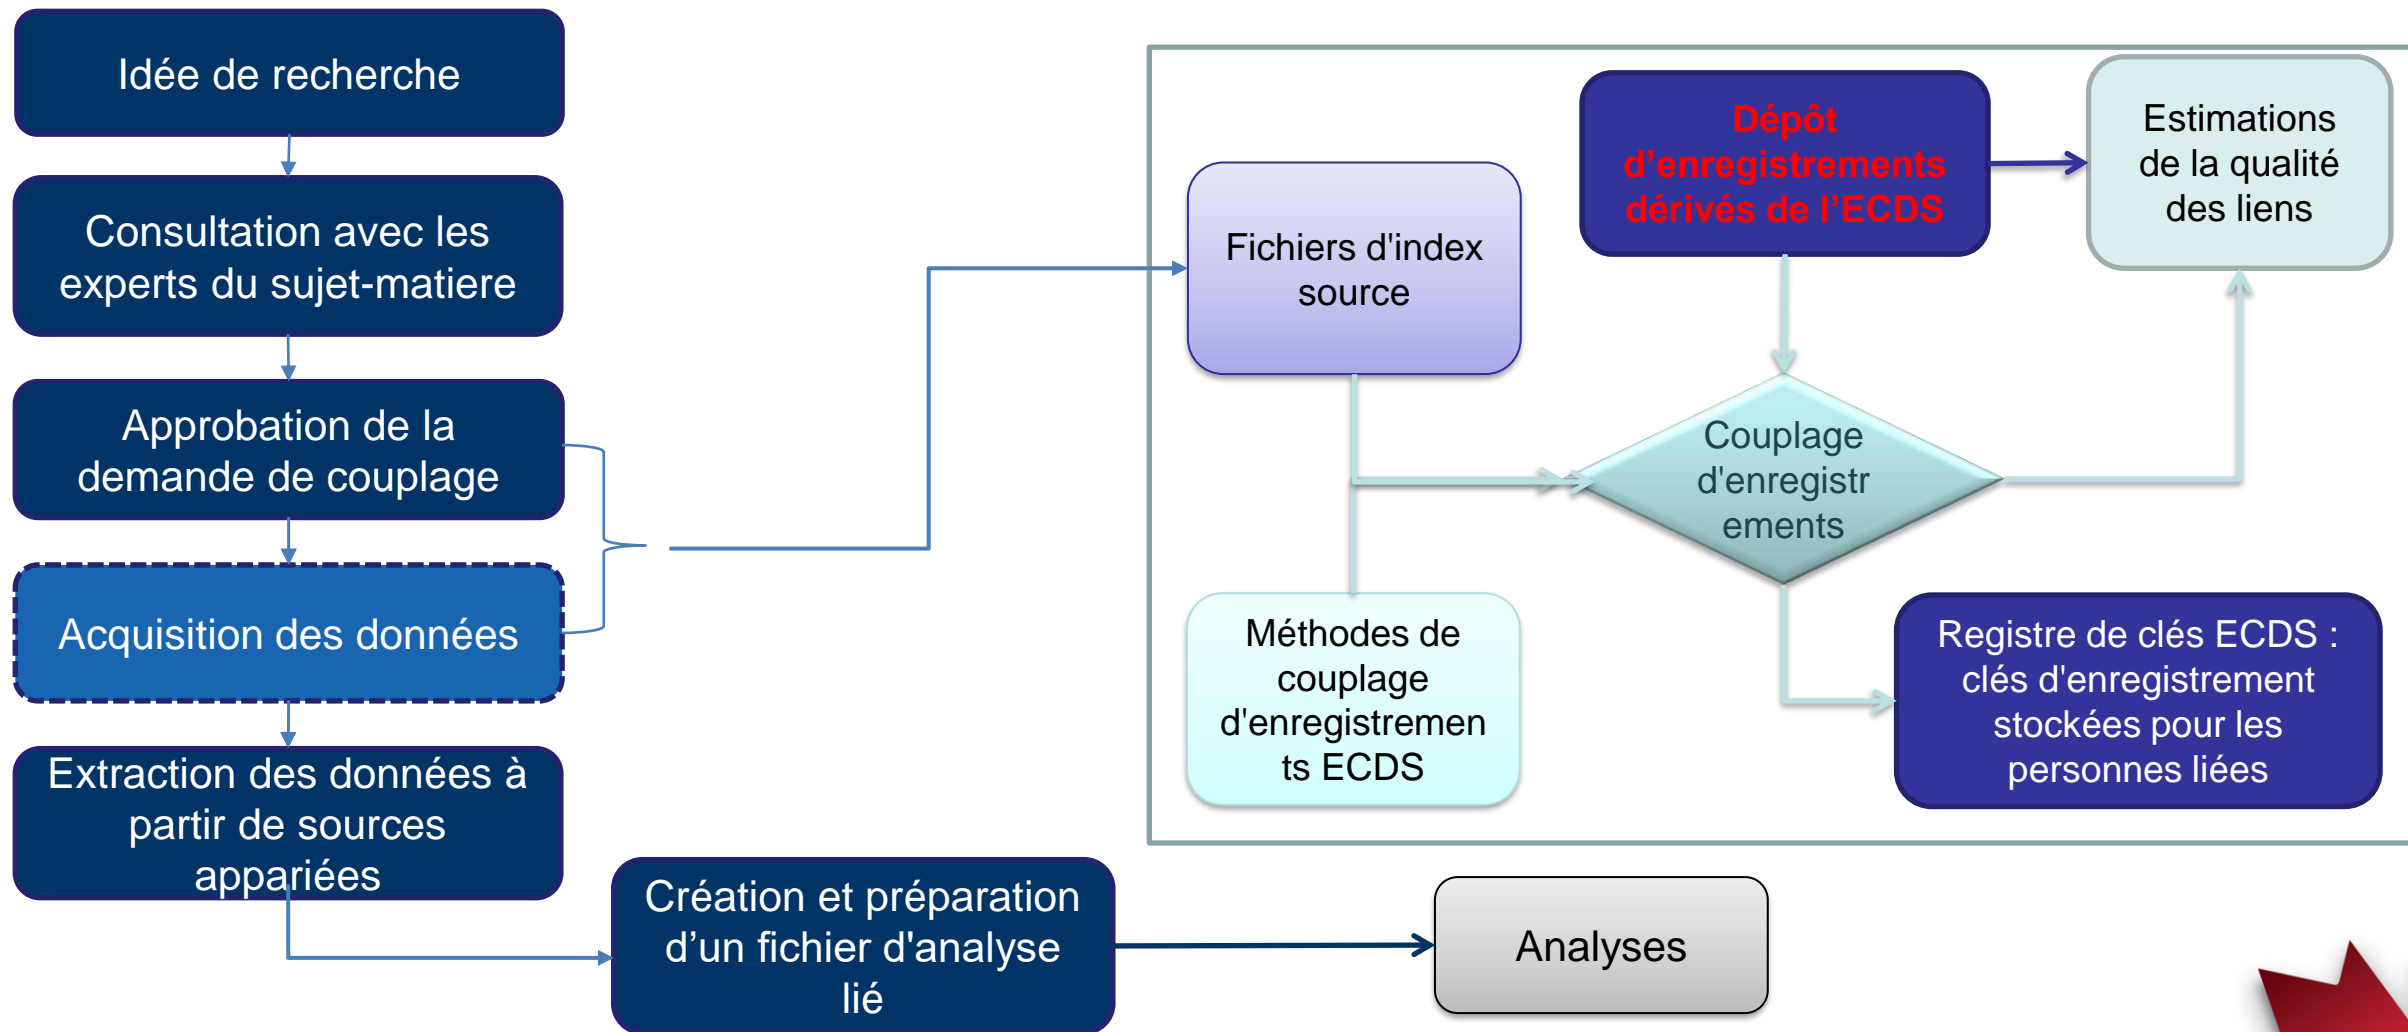 Idée de recherche
Consultation avec les
experts du sujet-matiere
Approbation de la
demande de couplage
Acquisition des données
Extraction des données à
partir de sources
appariées
Création et préparation
d’un fichier d'analyse
lié
Analyses
Fichiers d'index
source
Méthodes de
couplage
d'enregistremen
ts ECDS
Dépôt
d’enregistrements
dérivés de l’ECDS
Couplage
d'enregistr
ements
Estimations
de la qualité
des liens
Registre de clés ECDS :
clés d'enregistrement
stockées pour les
personnes liées